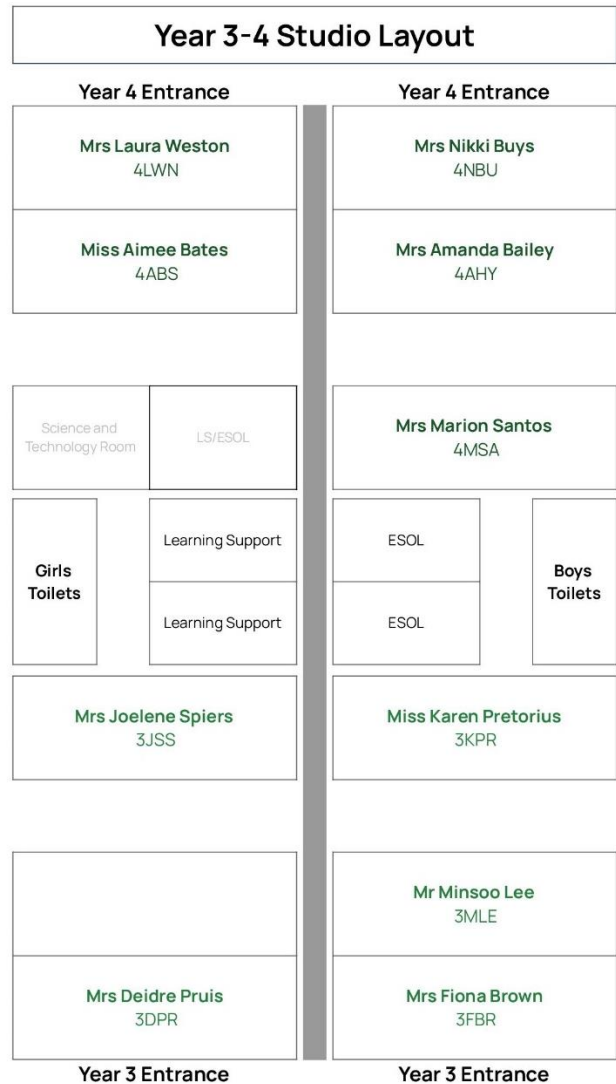 Year 3-4 Studio Layout
Year 4 Entrance
Year 4 Entrance
Mrs Laura Weston
4LWN
Mrs Nikki Buys
4NBU
Miss Aimee Bates
4ABS
Mrs Amanda Bailey
4AHY
Science and
Technology Room
LS/ESOL
Mrs Marion Santos
4MSA
Girls
Toilets
Learning Support
Learning Support
ESOL
ESOL
Boys
Toilets
Mrs Joelene Spiers
3JSS
Miss Karen Pretorius
3KPR
Mr Minsoo Lee
3MLE
Mrs Deidre Pruis
3DPR
Mrs Fiona Brown
3FBR
Year 3 Entrance
Year 3 Entrance